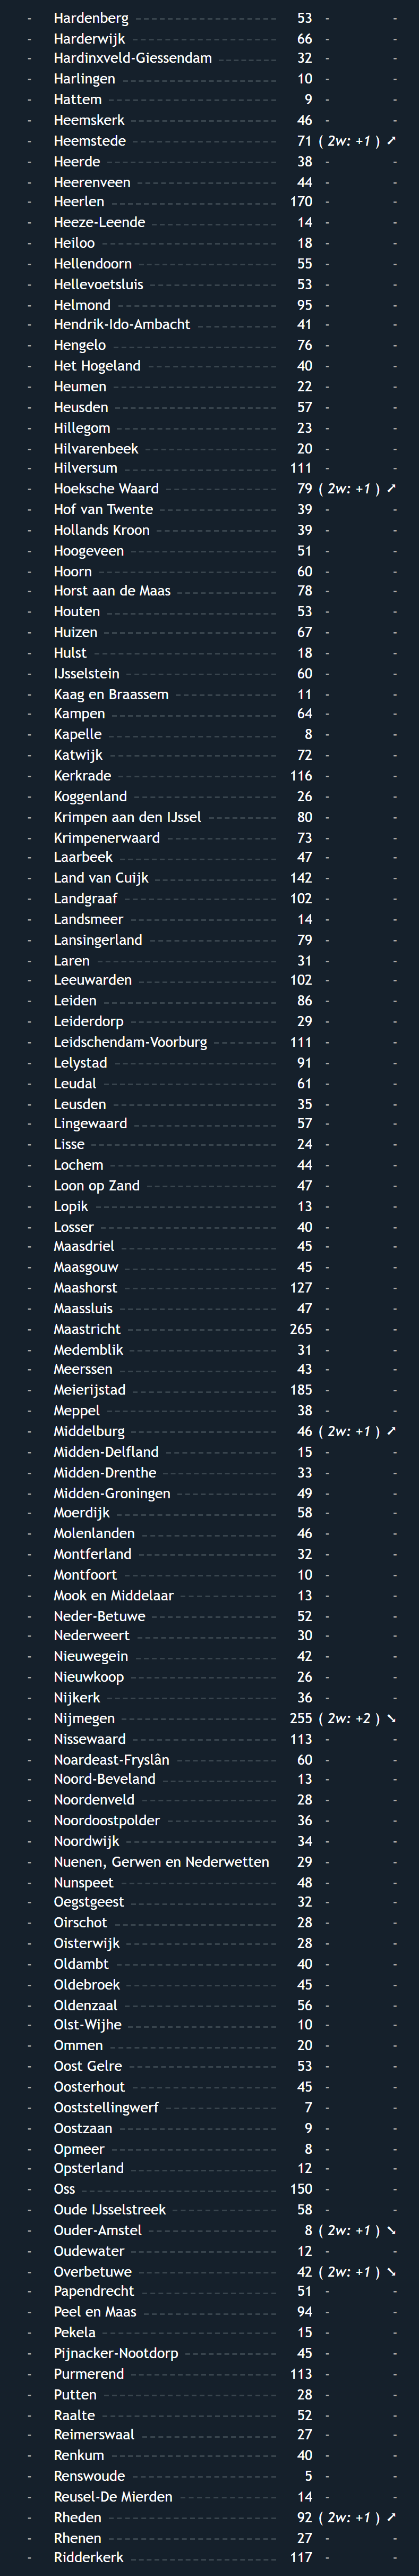 - Hardenberg 53 - -
- Harderwijk 66 - -
- Hardinxveld-Giessendam 32 - -
- Harlingen 10 - -
- Hattem 9 - -
- Heemskerk 46 - -
- Heemstede 71 ( 2w: +1 ) ➚
- Heerde 38 - -
- Heerenveen 44 - -
- Heerlen 170 - -
- Heeze-Leende 14 - -
- Heiloo 18 - -
- Hellendoorn 55 - -
- Hellevoetsluis 53 - -
- Helmond 95 - -
- Hendrik-Ido-Ambacht 41 - -
- Hengelo 76 - -
- Het Hogeland 40 - -
- Heumen 22 - -
- Heusden 57 - -
- Hillegom 23 - -
- Hilvarenbeek 20 - -
- Hilversum 111 - -
- Hoeksche Waard 79 ( 2w: +1 ) ➚
- Hof van Twente 39 - -
- Hollands Kroon 39 - -
- Hoogeveen 51 - -
- Hoorn 60 - -
- Horst aan de Maas 78 - -
- Houten 53 - -
- Huizen 67 - -
- Hulst 18 - -
- IJsselstein 60 - -
- Kaag en Braassem 11 - -
- Kampen 64 - -
- Kapelle 8 - -
- Katwijk 72 - -
- Kerkrade 116 - -
- Koggenland 26 - -
- Krimpen aan den IJssel 80 - -
- Krimpenerwaard 73 - -
- Laarbeek 47 - -
- Land van Cuijk 142 - -
- Landgraaf 102 - -
- Landsmeer 14 - -
- Lansingerland 79 - -
- Laren 31 - -
- Leeuwarden 102 - -
- Leiden 86 - -
- Leiderdorp 29 - -
- Leidschendam-Voorburg 111 - -
- Lelystad 91 - -
- Leudal 61 - -
- Leusden 35 - -
- Lingewaard 57 - -
- Lisse 24 - -
- Lochem 44 - -
- Loon op Zand 47 - -
- Lopik 13 - -
- Losser 40 - -
- Maasdriel 45 - -
- Maasgouw 45 - -
- Maashorst 127 - -
- Maassluis 47 - -
- Maastricht 265 - -
- Medemblik 31 - -
- Meerssen 43 - -
- Meierijstad 185 - -
- Meppel 38 - -
- Middelburg 46 ( 2w: +1 ) ➚
- Midden-Delfland 15 - -
- Midden-Drenthe 33 - -
- Midden-Groningen 49 - -
- Moerdijk 58 - -
- Molenlanden 46 - -
- Montferland 32 - -
- Montfoort 10 - -
- Mook en Middelaar 13 - -
- Neder-Betuwe 52 - -
- Nederweert 30 - -
- Nieuwegein 42 - -
- Nieuwkoop 26 - -
- Nijkerk 36 - -
- Nijmegen 255 ( 2w: +2 ) ➘
- Nissewaard 113 - -
- Noardeast-Fryslân 60 - -
- Noord-Beveland 13 - -
- Noordenveld 28 - -
- Noordoostpolder 36 - -
- Noordwijk 34 - -
- Nuenen, Gerwen en Nederwetten 29 - -
- Nunspeet 48 - -
- Oegstgeest 32 - -
- Oirschot 28 - -
- Oisterwijk 28 - -
- Oldambt 40 - -
- Oldebroek 45 - -
- Oldenzaal 56 - -
- Olst-Wijhe 10 - -
- Ommen 20 - -
- Oost Gelre 53 - -
- Oosterhout 45 - -
- Ooststellingwerf 7 - -
- Oostzaan 9 - -
- Opmeer 8 - -
- Opsterland 12 - -
- Oss 150 - -
- Oude IJsselstreek 58 - -
- Ouder-Amstel 8 ( 2w: +1 ) ➘
- Oudewater 12 - -
- Overbetuwe 42 ( 2w: +1 ) ➘
- Papendrecht 51 - -
- Peel en Maas 94 - -
- Pekela 15 - -
- Pijnacker-Nootdorp 45 - -
- Purmerend 113 - -
- Putten 28 - -
- Raalte 52 - -
- Reimerswaal 27 - -
- Renkum 40 - -
- Renswoude 5 - -
- Reusel-De Mierden 14 - -
- Rheden 92 ( 2w: +1 ) ➚
- Rhenen 27 - -
- Ridderkerk 117 - -